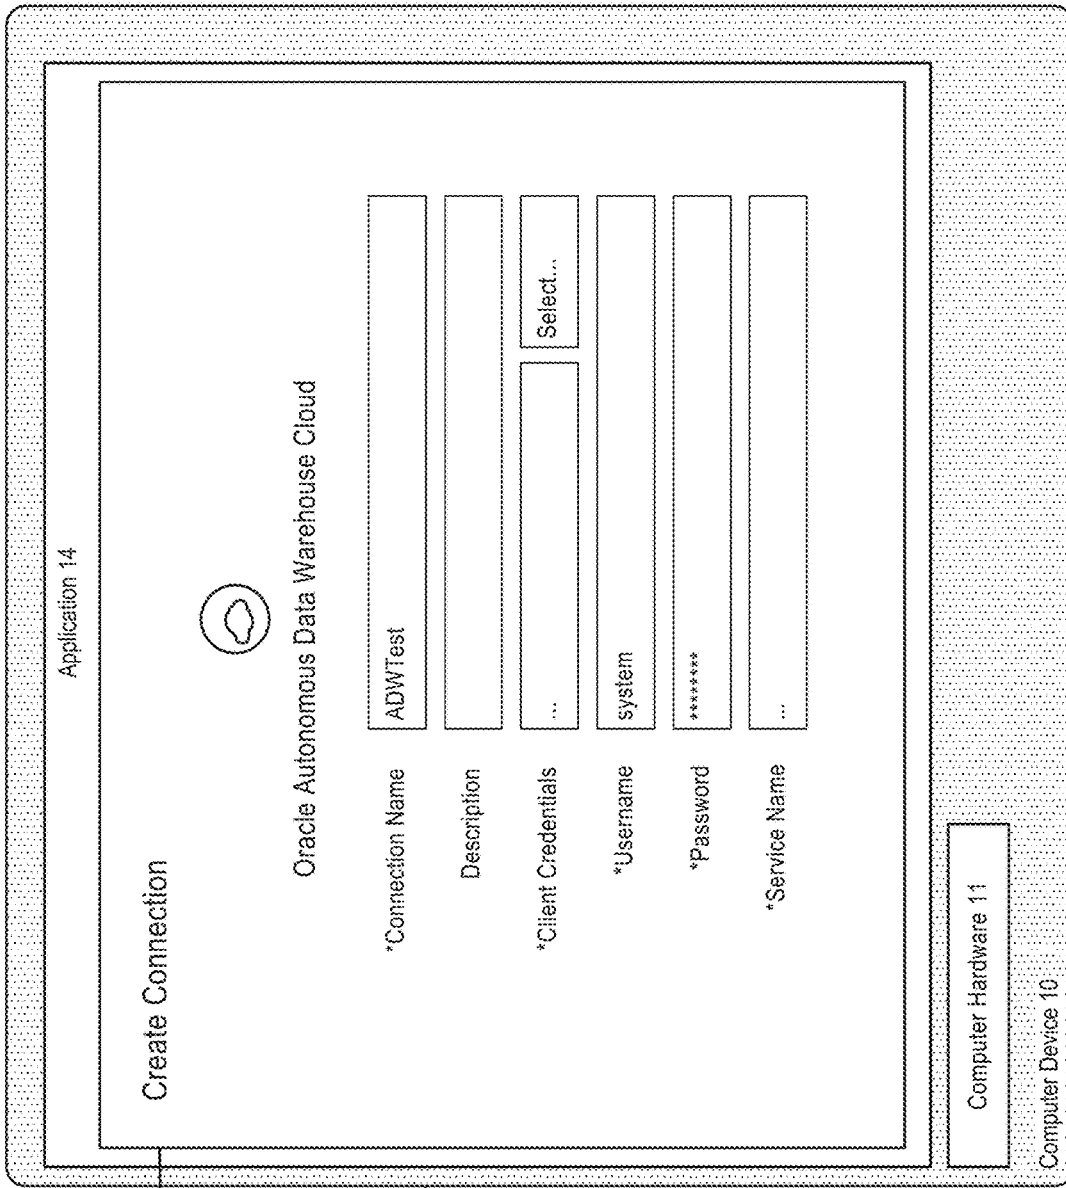 Application 14
Create Connection
Oracle Autonomous Data Warehouse Cloud
*Connection Name ADWTest
Description
*Client Credentials ... Select...
*Username system
*Password ********
*Service Name ...
Computer Hardware 11
Computer Device 10